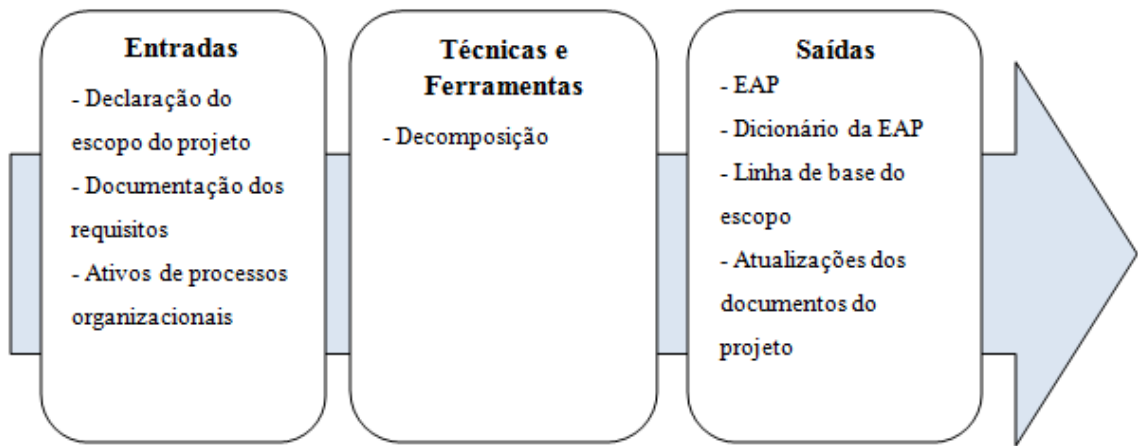 Entradas
- Declaração do
escopo do projeto
- Documentação dos
requisitos
- Ativos de processos
organizacionais
Técnicas e
Ferramentas
- Decomposição
Saídas
- EAP
- Dicionário da EAP
- Linha de base do
escopo
- Atualizações dos
documentos do
projeto